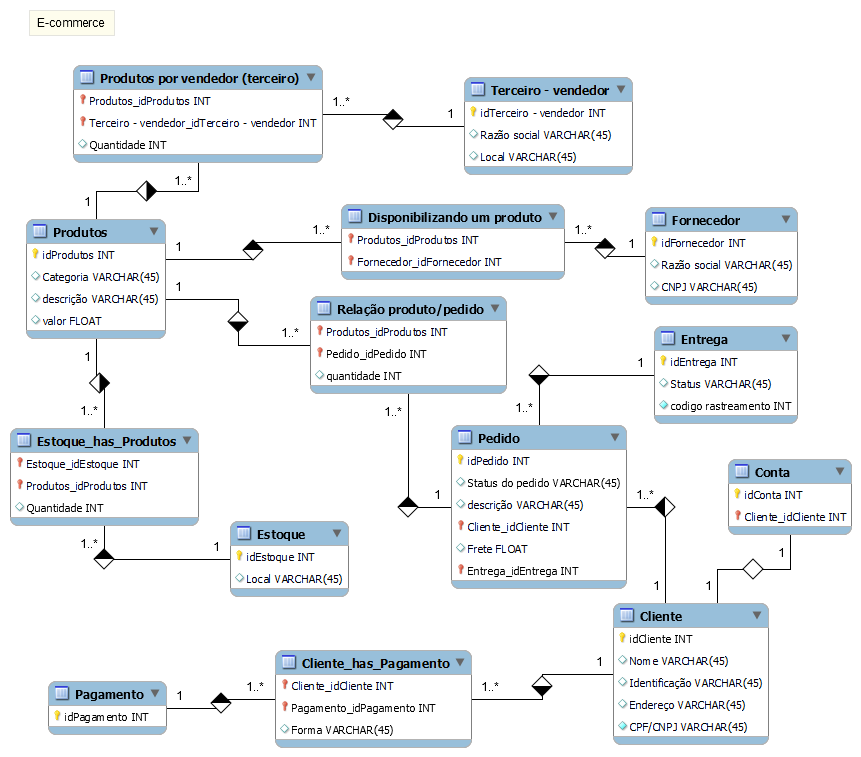 E-commerce
Produtos por vendedor (terceiro)
Produtos_idProdutos INT
Terceiro - vendedor_idTerceiro - vendedor INT
Quantidade INT
1..*
1
Terceiro - vendedor
idTerceiro - vendedor INT
Razão social VARCHAR(45)
Local VARCHAR(45)
1..*
1
Produtos
idProdutos INT
Categoria VARCHAR(45)
descrição VARCHAR(45)
valor FLOAT
1
1..*
Disponibilizando um produto
Produtos_idProdutos INT
Fornecedor_idFornecedor INT
1..*
1
Fornecedor
idFornecedor INT
Razão social VARCHAR(45)
CNPJ VARCHAR(45)
1
1..*
Relação produto/pedido
Produtos_idProdutos INT
Pedido_idPedido INT
quantidade INT
Entrega
idEntrega INT
Status VARCHAR(45)
codigo rastreamento INT
1
1..*
1
1..*
Estoque_has_Produtos
Estoque_idEstoque INT
Produtos_idProdutos INT
Quantidade INT
1..*
1
Pedido
idPedido INT
Status do pedido VARCHAR(45)
descrição VARCHAR(45)
Cliente_idCliente INT
Frete FLOAT
Entrega_idEntrega INT
1..*
1
Conta
idConta INT
Cliente_idCliente INT
1
1
1..*
1
Estoque
idEstoque INT
Local VARCHAR(45)
Cliente
idCliente INT
Nome VARCHAR(45)
Identificação VARCHAR(45)
Endereço VARCHAR(45)
CPF/CNPJ VARCHAR(45)
Pagamento
idPagamento INT
1
1..*
Cliente_has_Pagamento
Cliente_idCliente INT
Pagamento_idPagamento INT
Forma VARCHAR(45)
1..*
1